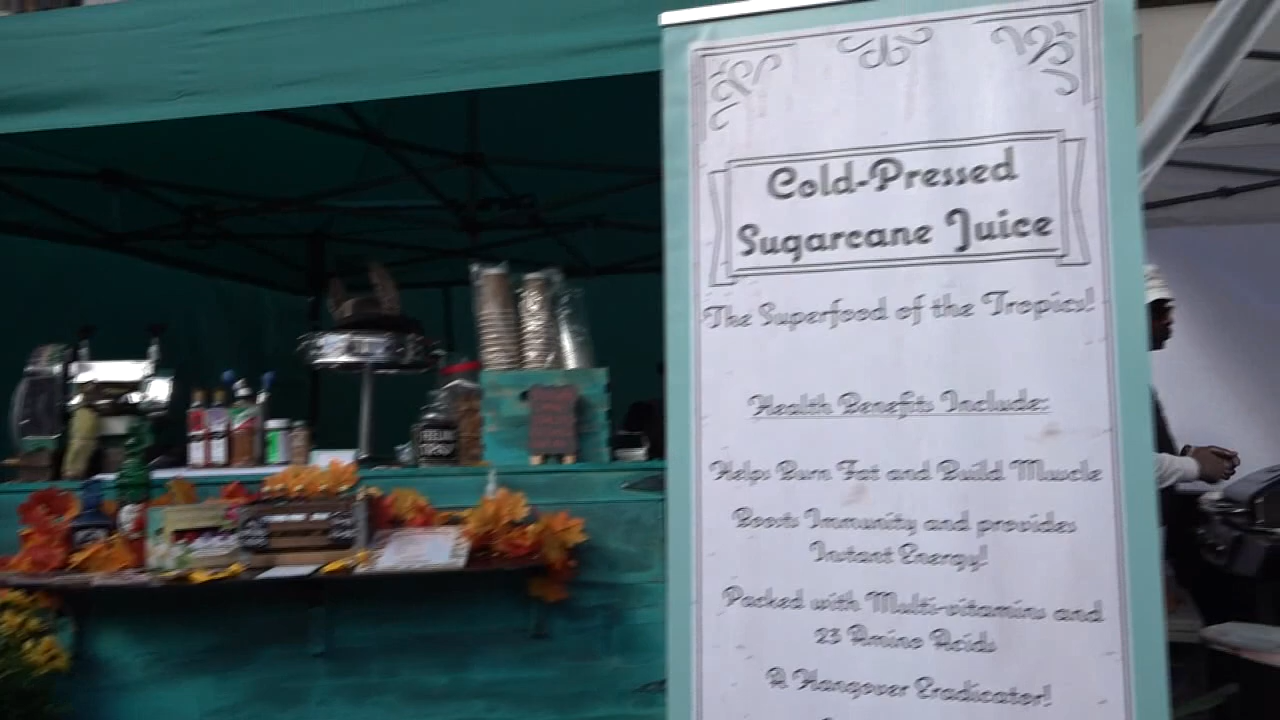 Cold-Pressed
Sugarcane Juice
The Superfood of the Tropics!
Health Benefits Include:
Helps Burn Fat and Build Muscle
Boosts Immunity and provides
Instant Energy!
Packed with Multi-vitamins and
23 Amino Acids
A Hangover Eradicator!